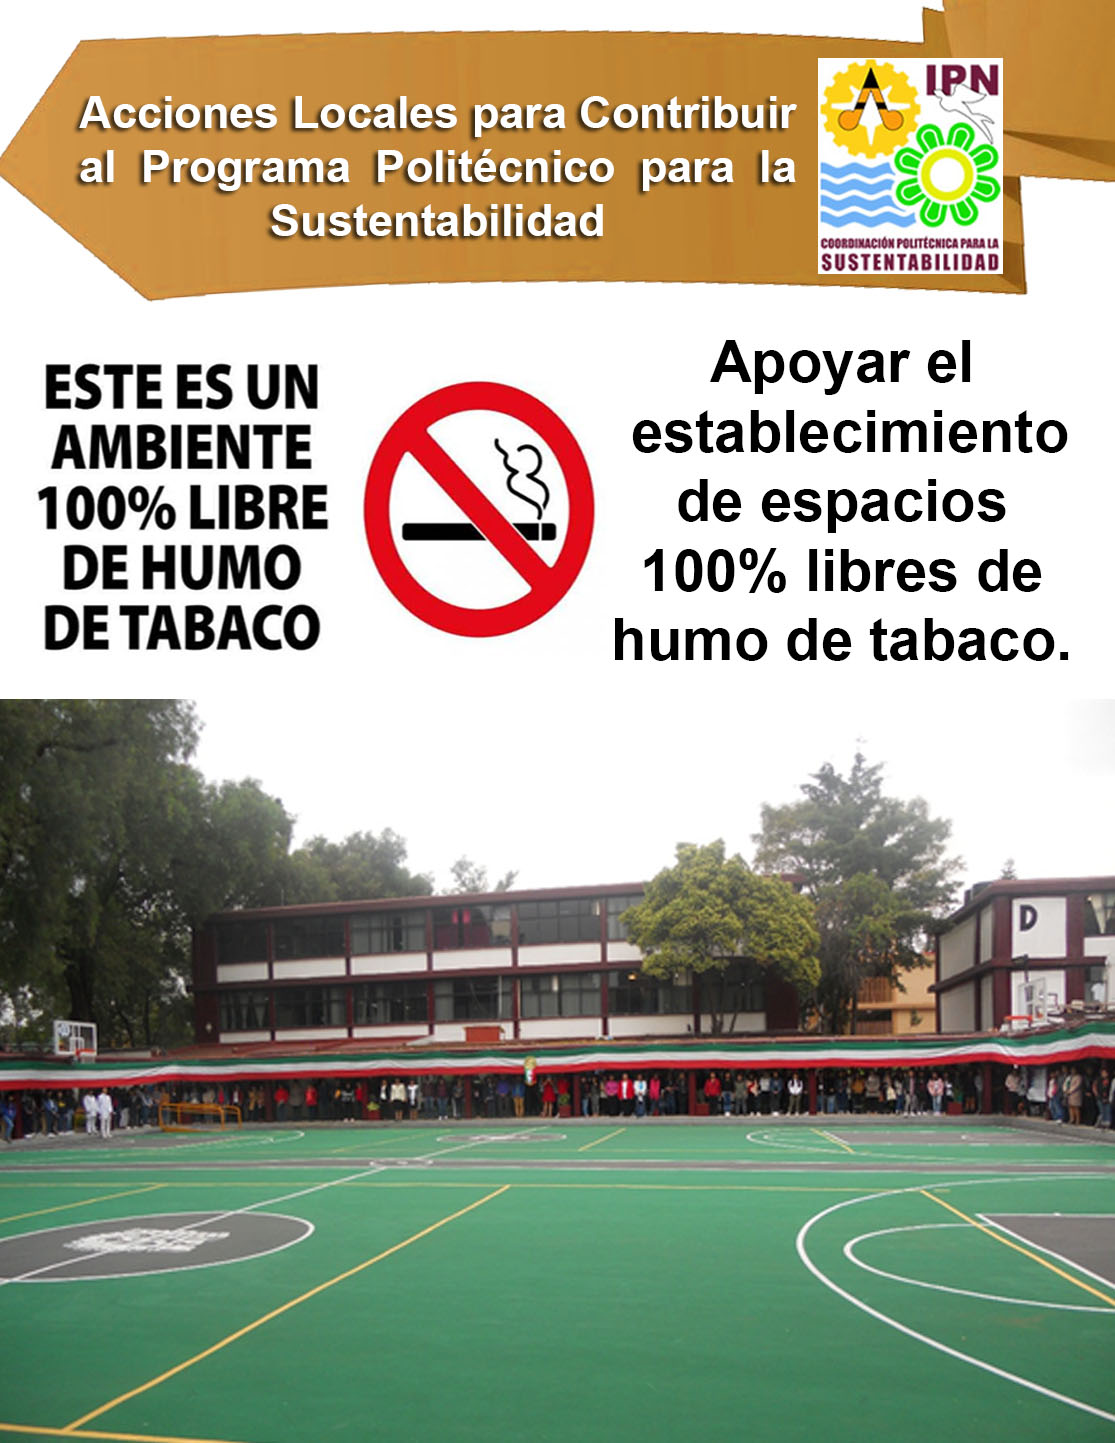 Acciones Locales para Contribuir
al Programa Politécnico para la
Sustentabilidad
IPN
COORDINACIÓN POLITÉCNICA PARA LA
SUSTENTABILIDAD
ESTE ES UN
AMBIENTE
100% LIBRE
DE HUMO
DE TABACO
Apoyar el
establecimiento
de espacios
100% libres de
humo de tabaco.
D